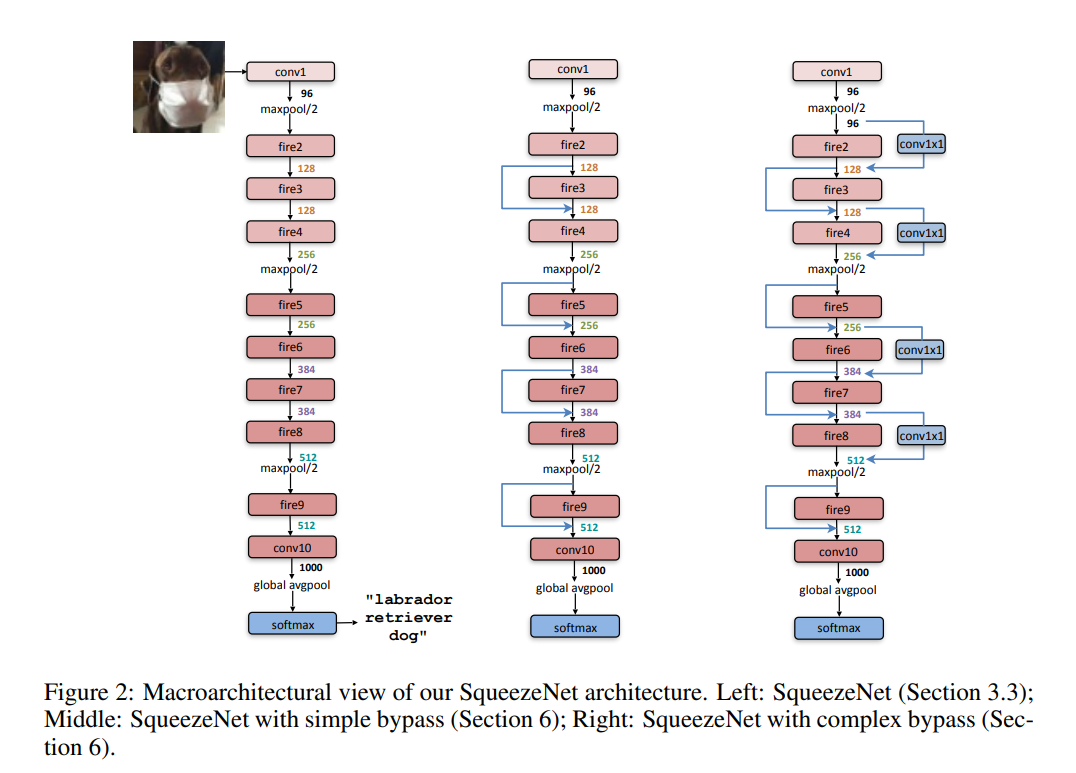 conv1
96
maxpool/2
fire2
128
fire3
128
fire4
256
maxpool/2
fire5
256
fire6
384
fire7
384
fire8
512
maxpool/2
fire9
512
conv10
1000
global avgpool
softmax
"labrador
retriever
dog"
conv1
96
maxpool/2
fire2
128
fire3
128
fire4
256
maxpool/2
fire5
256
fire6
384
fire7
384
fire8
512
maxpool/2
fire9
512
conv10
1000
global avgpool
softmax
conv1
96
maxpool/2
96
conv1x1
fire2
128
fire3
128
fire4
conv1x1
256
maxpool/2
fire5
256
fire6
conv1x1
384
fire7
384
fire8
conv1x1
512
maxpool/2
fire9
512
conv10
1000
global avgpool
softmax
Figure 2: Macroarchitectural view of our SqueezeNet architecture. Left: SqueezeNet (Section 3.3);
Middle: SqueezeNet with simple bypass (Section 6); Right: SqueezeNet with complex bypass (Sec-
tion 6).